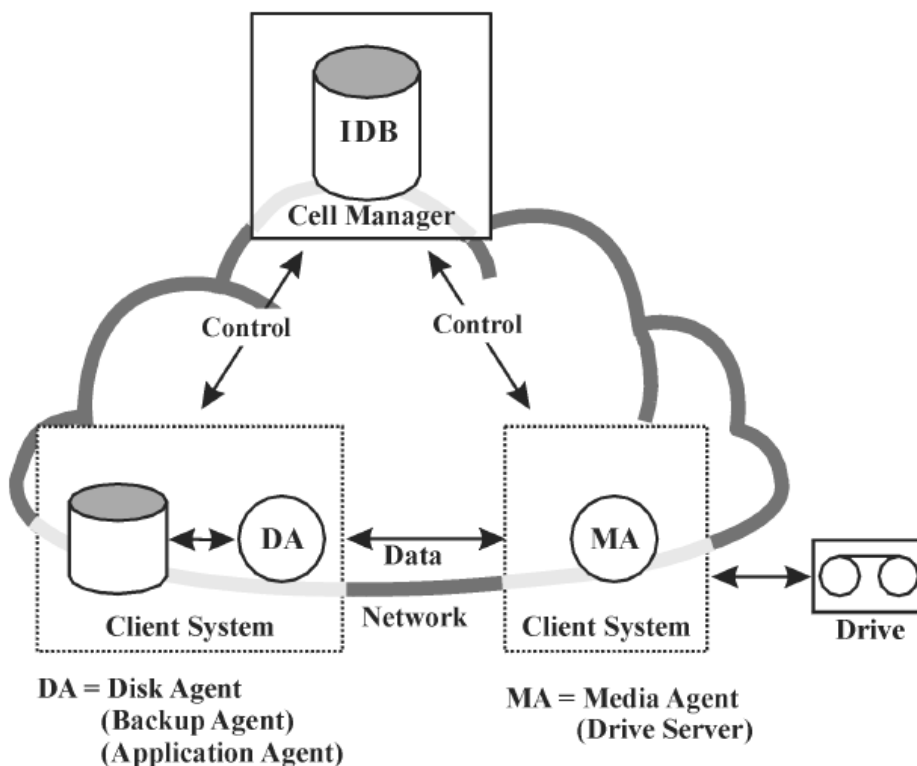 IDB
Cell Manager
Control
Control
DA
Data
MA
Network
Client System
Client System
Drive
DA = Disk Agent
(Backup Agent)
(Application Agent)
MA = Media Agent
(Drive Server)